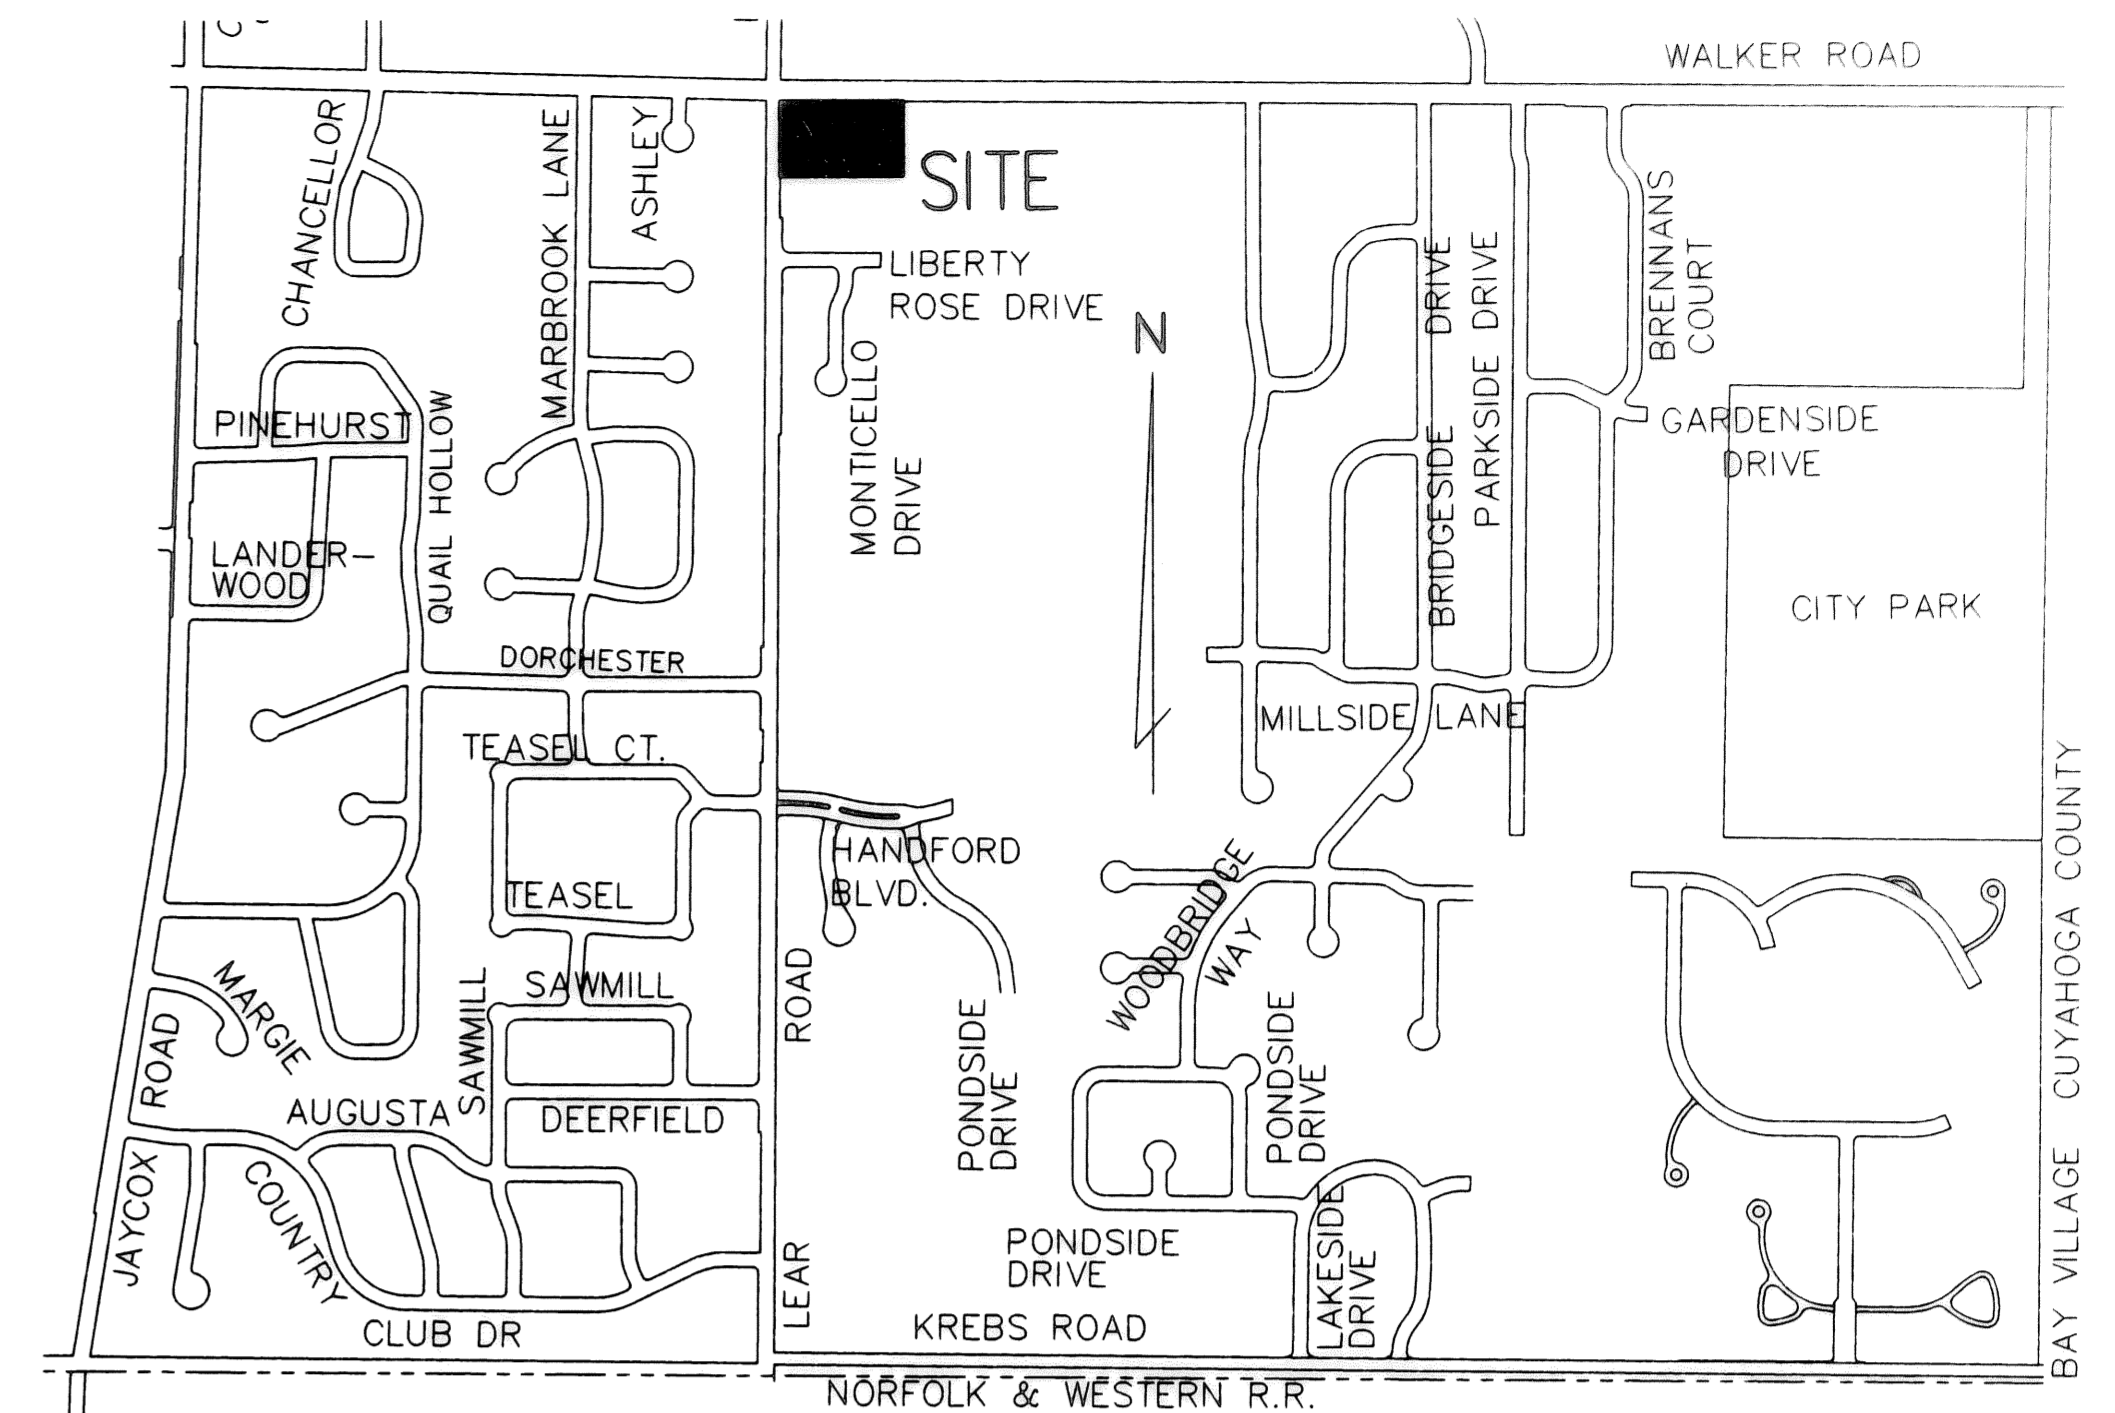 WALKER ROAD
CHANCELLOR
MARBROOK LANE
ASHLEY
SITE
LIBERTY
ROSE DRIVE
N
MONTICELLO
DRIVE
BRIDGESIDE DRIVE
PARKSIDE DRIVE
BRENNANS
COURT
GARDENSIDE
DRIVE
PINEHURST
QUAIL HOLLOW
LANDER-
WOOD
CITY PARK
DORCHESTER
MILLSIDE LANE
TEASEL CT.
HANDFORD
BLVD.
TEASEL
WOODBRIDGE
WAY
MARGIE
SAWMILL
SAWMILL
PONDSIDE
DRIVE
PONDSIDE
DRIVE
AUGUSTA
DEERFIELD
JAYCOX ROAD
COUNTRY
CLUB DR
LEAR ROAD
PONDSIDE
DRIVE
LAKESIDE
DRIVE
KREBS ROAD
NORFOLK & WESTERN R.R.
BAY VILLAGE CUYAHOGA COUNTY